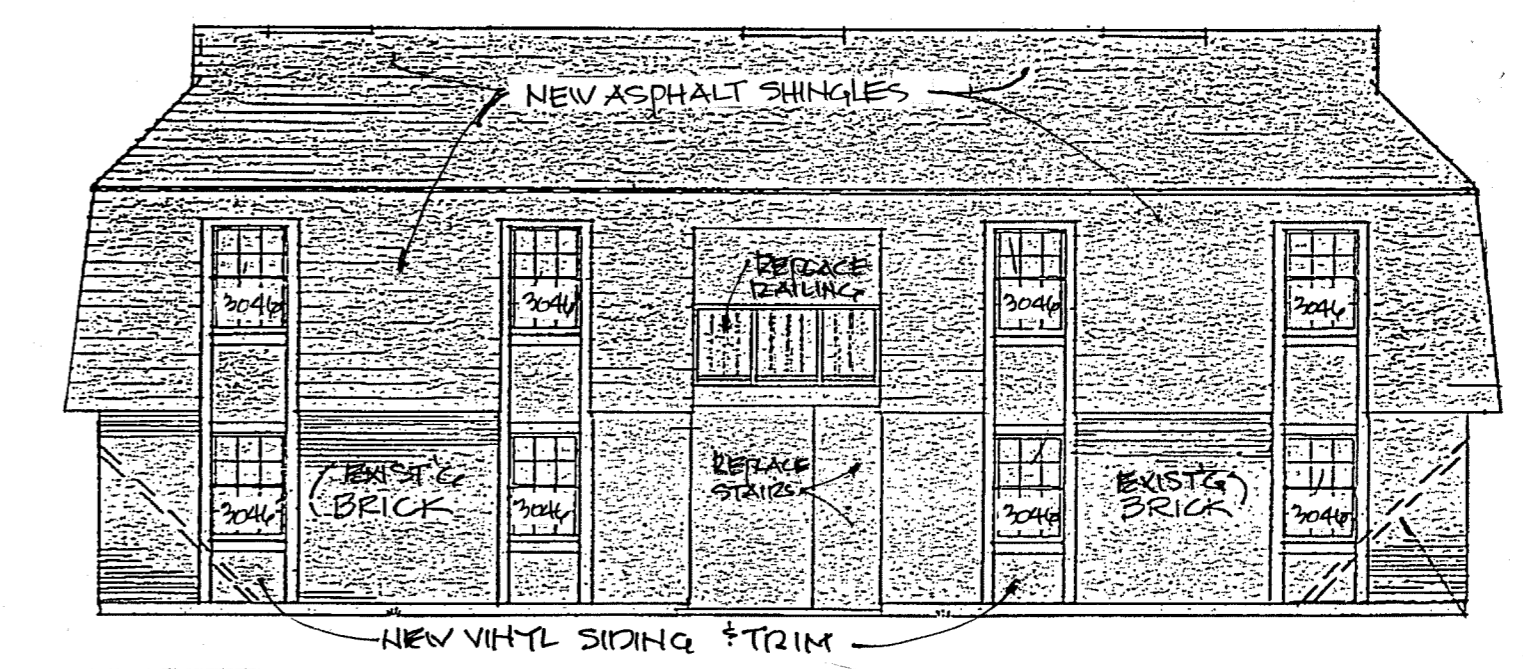 NEW ASPHALT SHINGLES
REPLACE
RAILING
3046
3046
3046
3046
REPLACE
STAIRS
EXIST'G
BRICK
EXIST'G
BRICK
3046
3046
3046
3046
NEW VINYL SIDING & TRIM